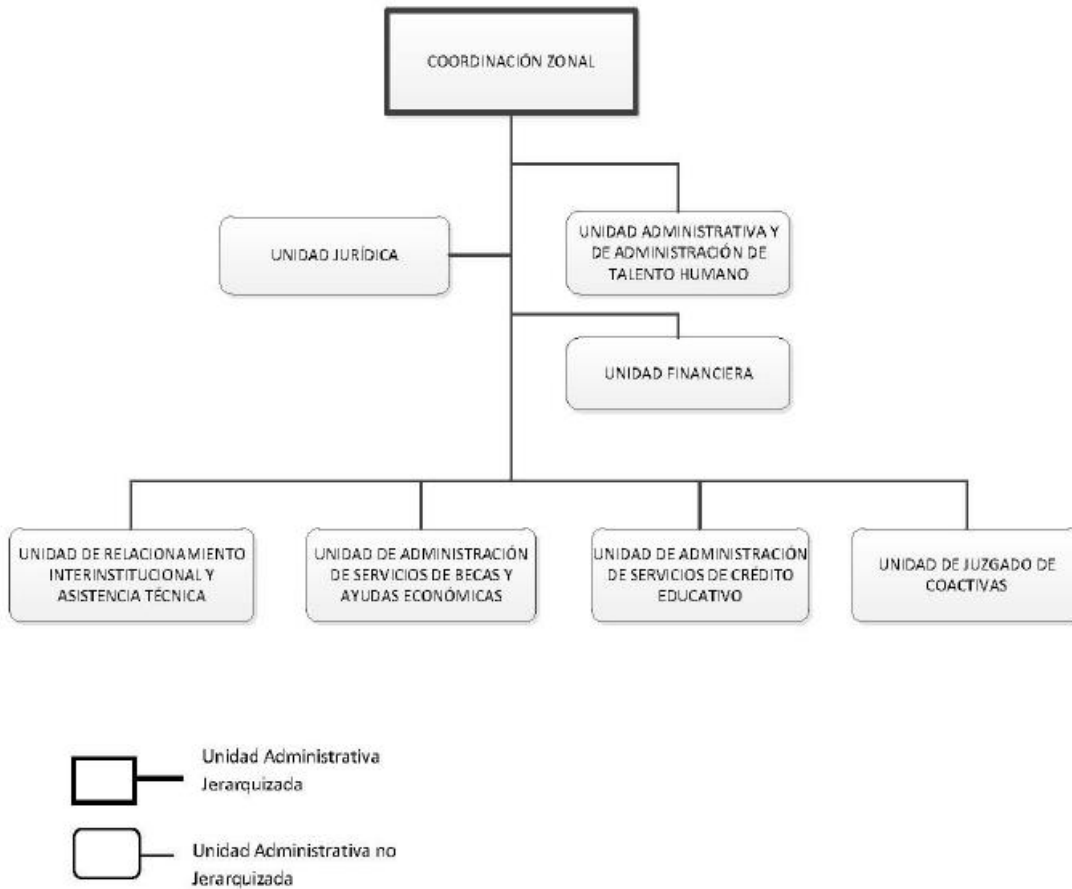 COORDINACIÓN ZONAL
UNIDAD JURÍDICA
UNIDAD ADMINISTRATIVA Y
DE ADMINISTRACIÓN DE
TALENTO HUMANO
UNIDAD FINANCIERA
UNIDAD DE RELACIONAMIENTO
INTERINSTITUCIONAL Y
ASISTENCIA TÉCNICA
UNIDAD DE ADMINISTRACIÓN
DE SERVICIOS DE BECAS Y
AYUDAS ECONÓMICAS
UNIDAD DE ADMINISTRACIÓN
DE SERVICIOS DE CRÉDITO
EDUCATIVO
UNIDAD DE JUZGADO DE
COACTIVAS
Unidad Administrativa
Jerarquizada
Unidad Administrativa no
Jerarquizada